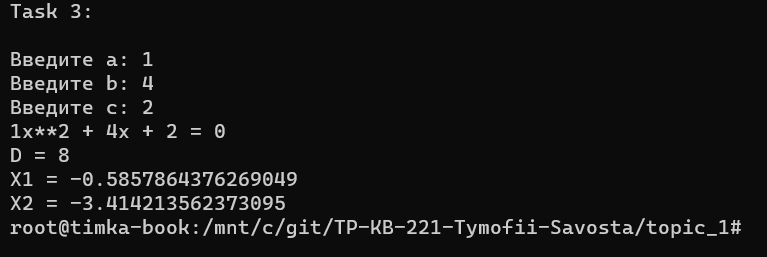 Task 3:
Введите a: 1
Введите b: 4
Введите c: 2
1x**2 + 4x + 2 = 0
D = 8
X1 = -0.5857864376269049
X2 = -3.414213562373095
root@timka-book:/mnt/c/git/TP-KB-221-Tymofii-Savosta/topic_1#